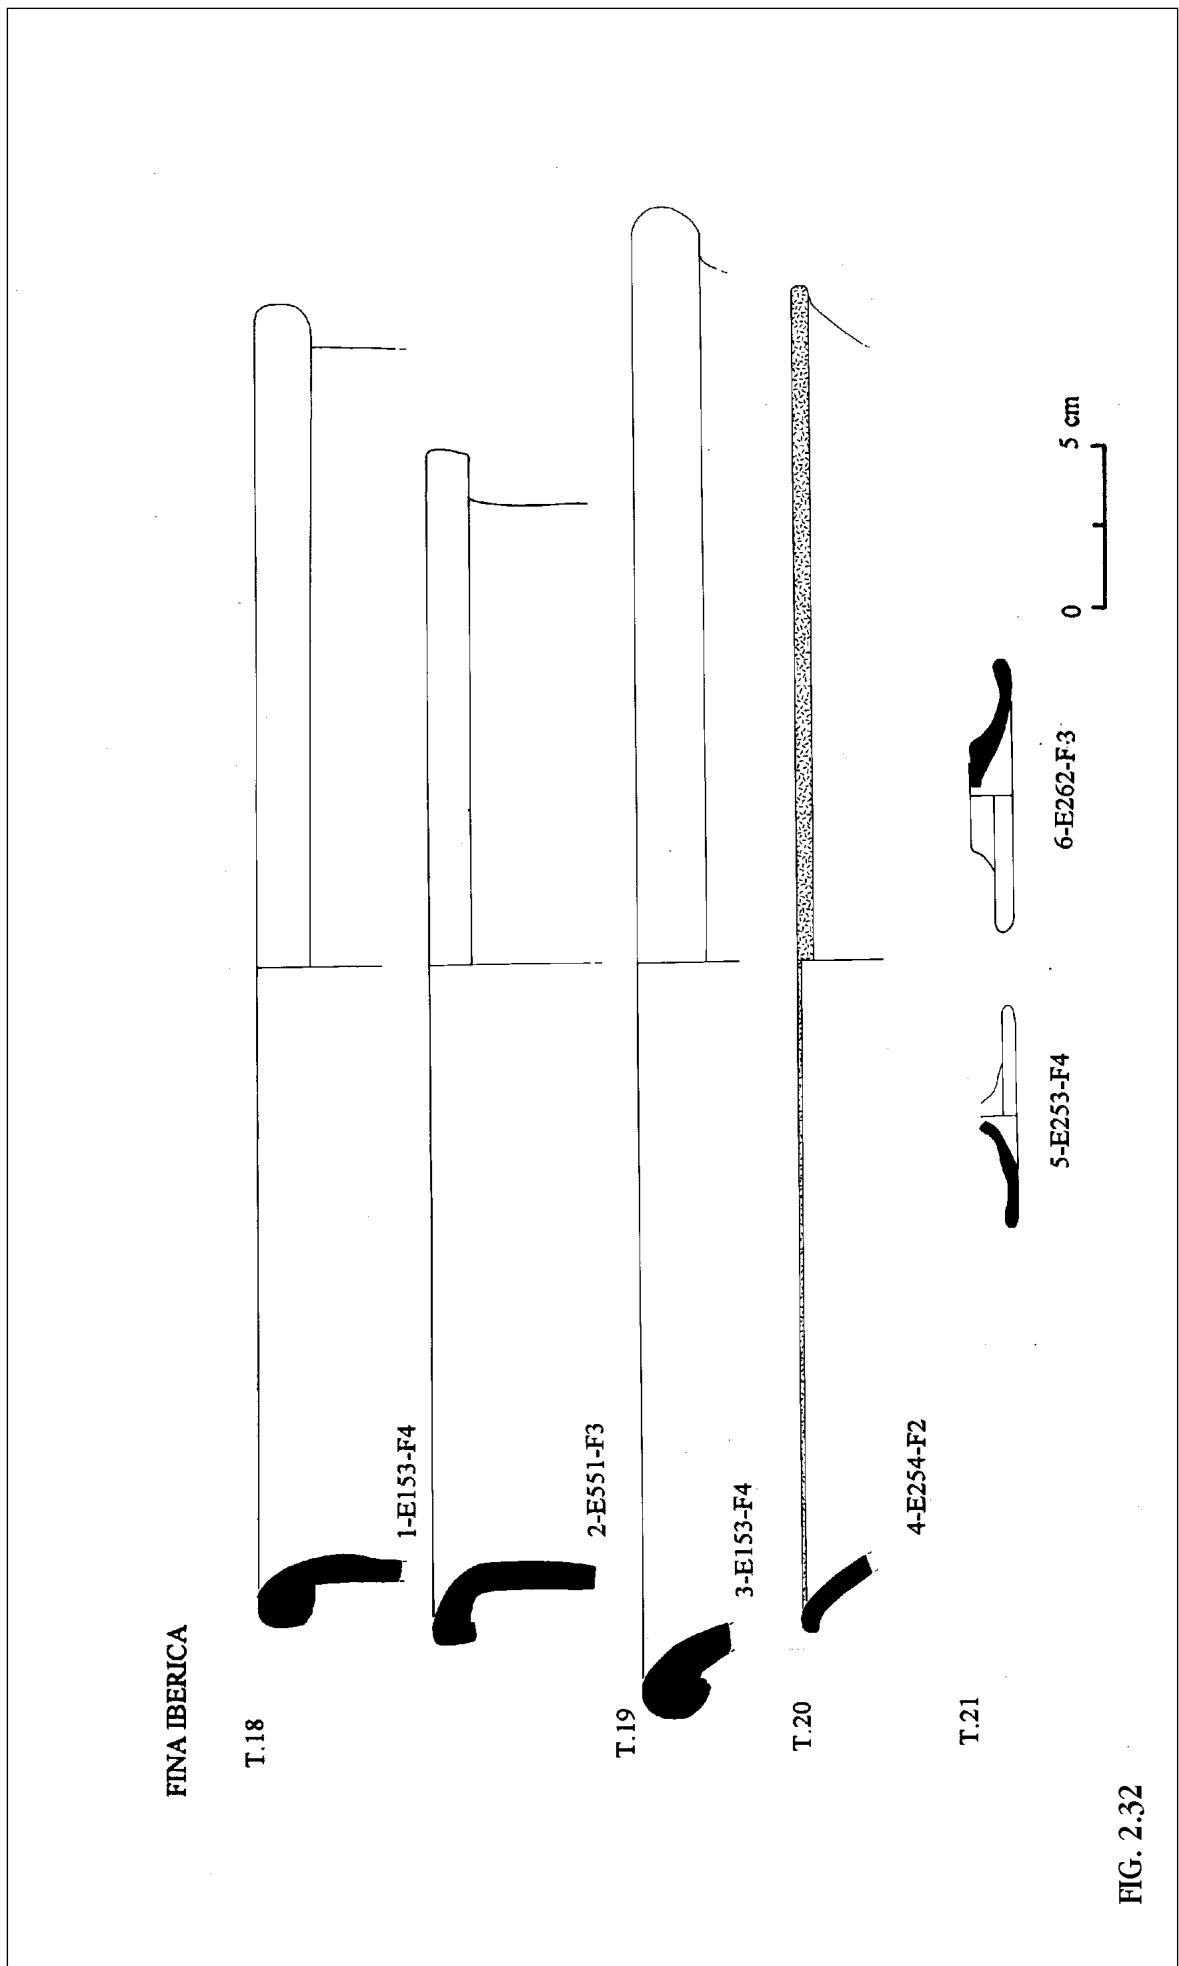 FINA IBERICA
T.18
1-E153-F4
2-E551-F3
T.19
3-E153-F4
T.20
4-E254-F2
T.21
5-E253-F4
6-E262-F3
0 5 cm
FIG. 2.32